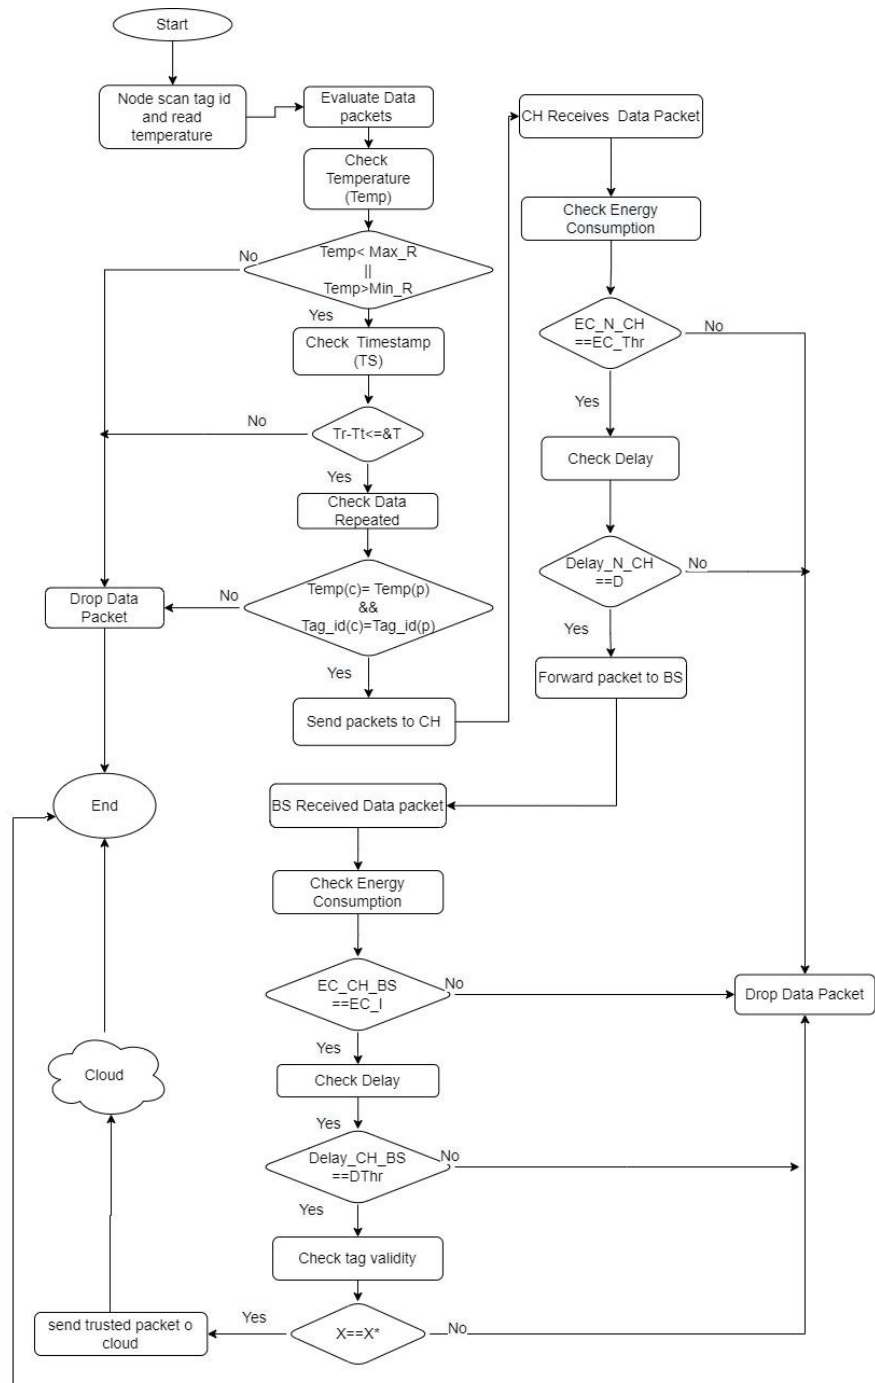 Start
Node scan tag id
and read
temperature
Evaluate Data
packets
Check
Temperature
(Temp)
Temp< Max_R
||
Temp>Min_R
No
Yes
Check Timestamp
(TS)
Tr-Tt<=&T
No
Yes
Check Data
Repeated
Temp(c)= Temp(p)
&&
Tag_id(c)=Tag_id(p)
No
Drop Data
Packet
Yes
Send packets to CH
End
CH Receives Data Packet
Check Energy
Consumption
EC_N_CH
==EC_Thr
No
Yes
Check Delay
Delay_N_CH
==D
No
Yes
Forward packet to BS
BS Received Data packet
Check Energy
Consumption
EC_CH_BS
==EC_I
No
Drop Data Packet
Yes
Check Delay
Yes
Delay_CH_BS
==DThr
No
Yes
Check tag validity
X==X*
No
Yes
send trusted packet o
cloud
Cloud